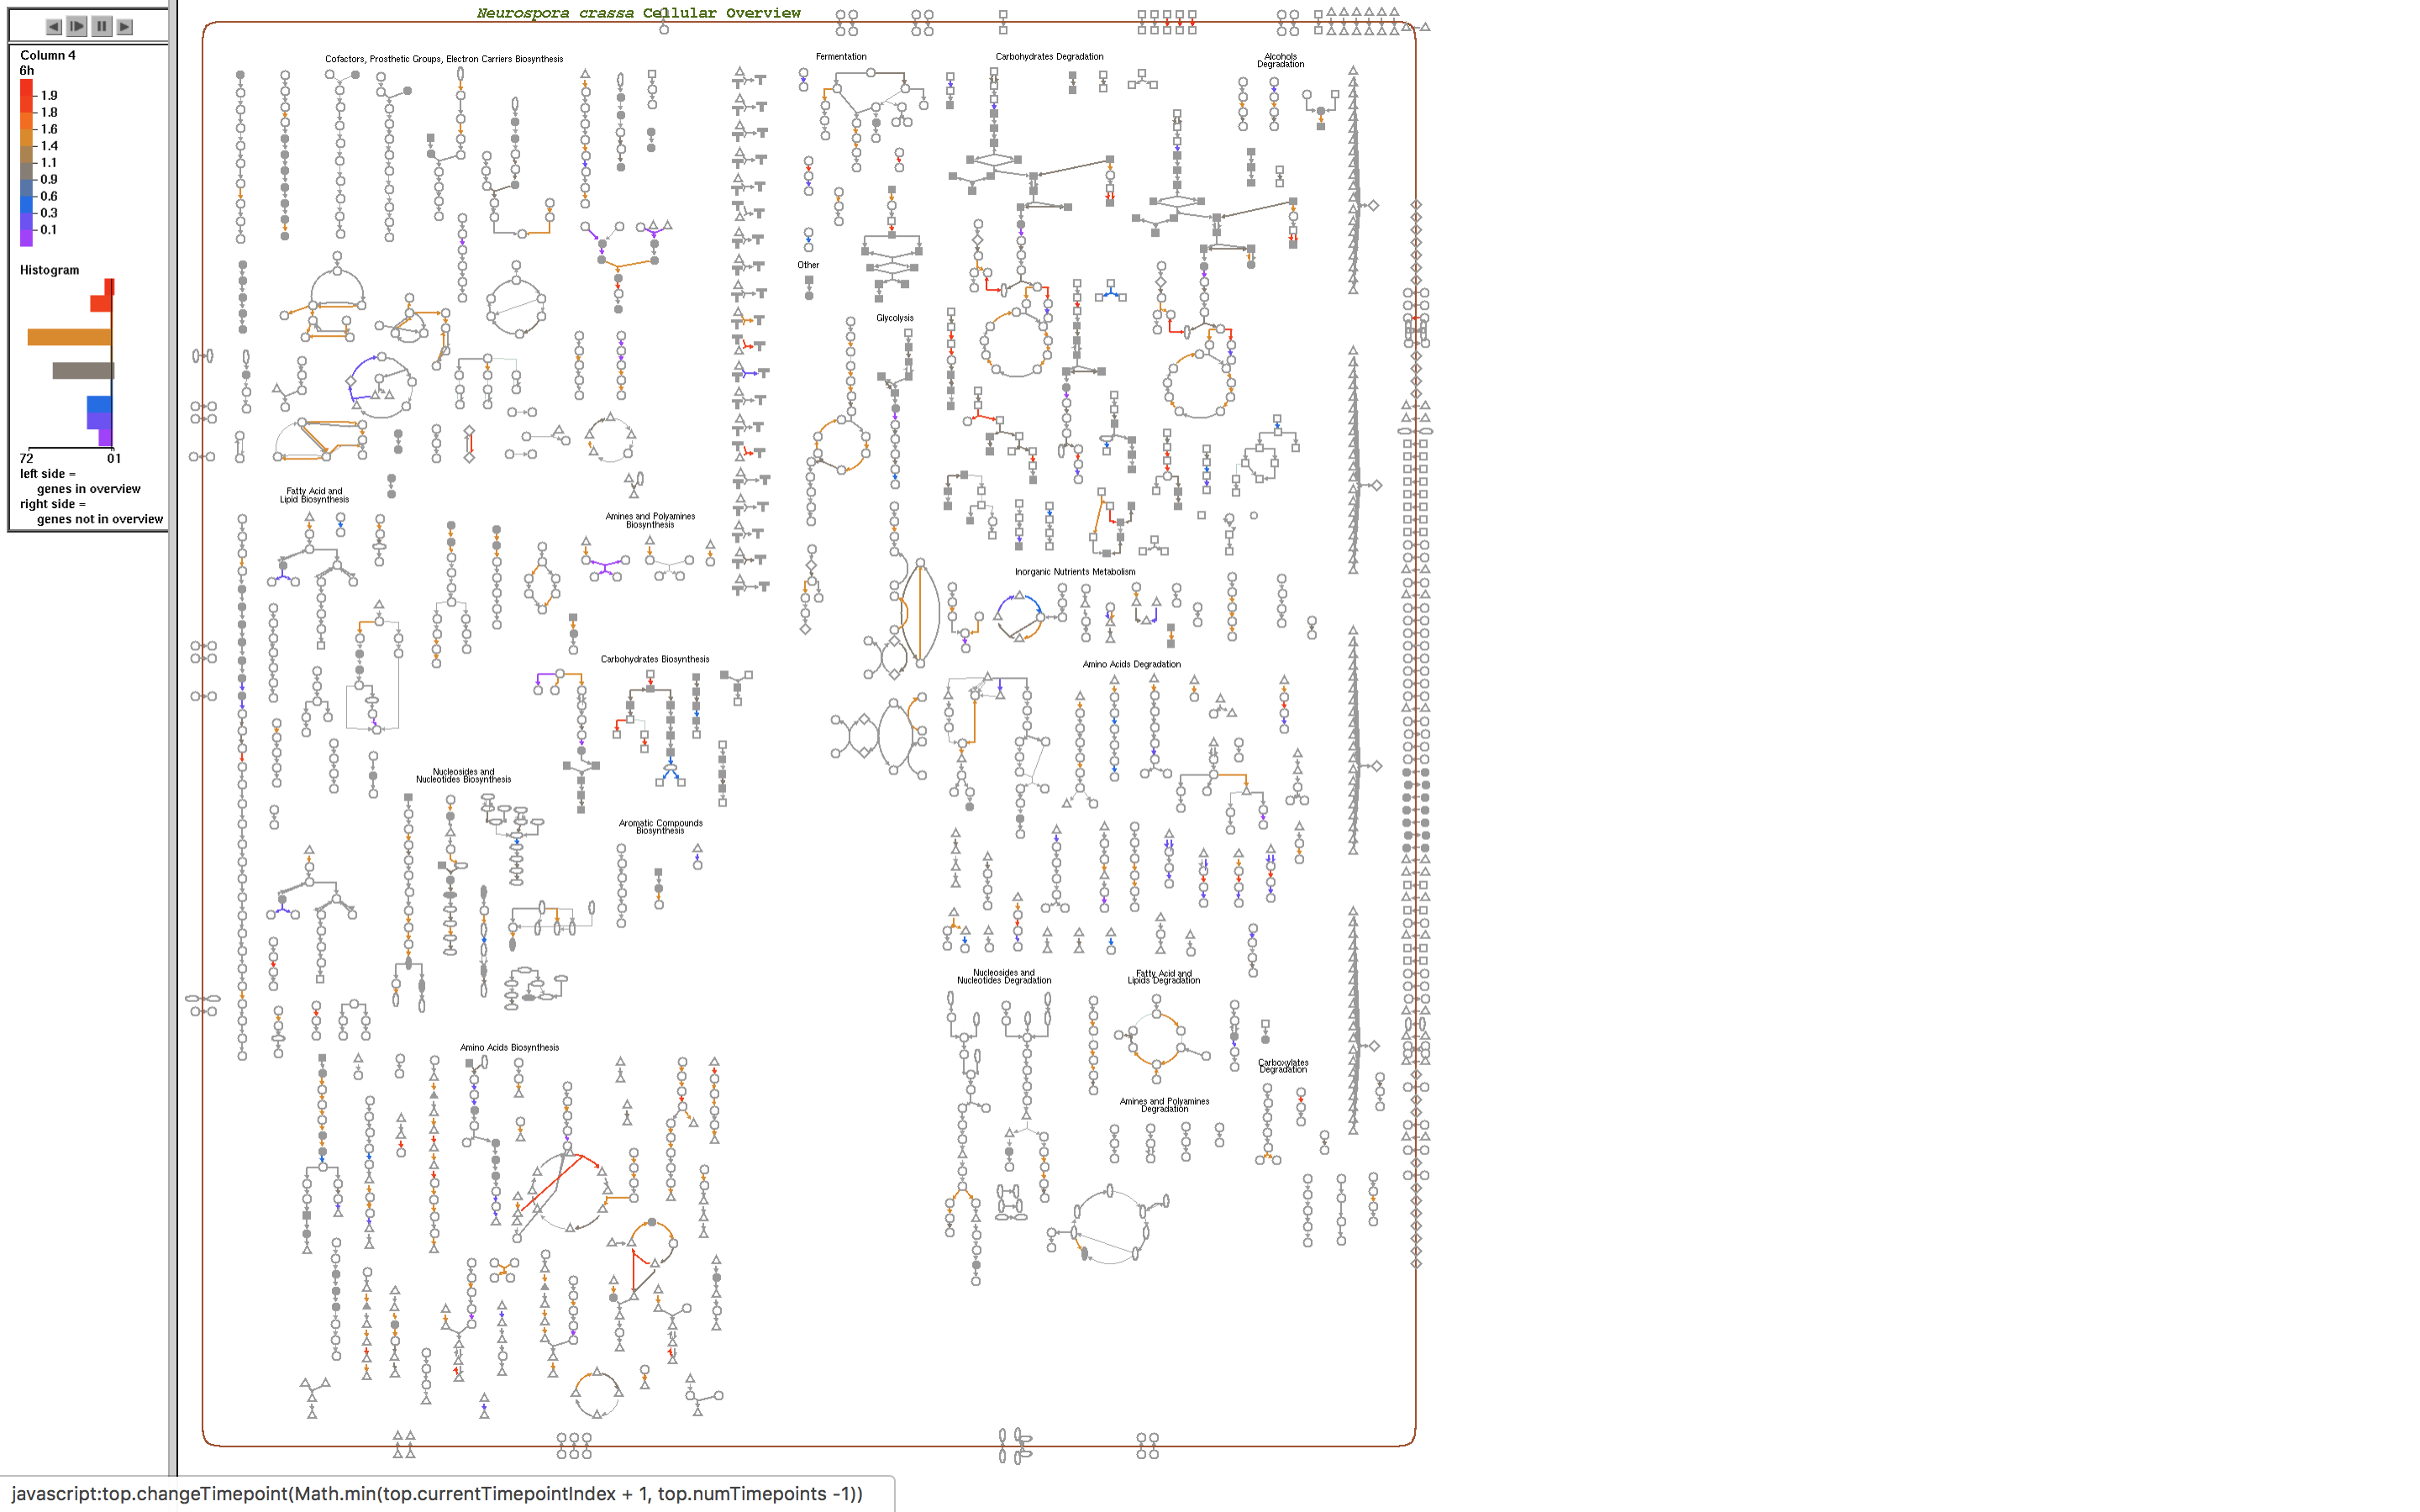 Neurospora crassa Cellular Overview
Column 4
6h
1.9
1.8
1.6
1.4
1.1
0.9
0.6
0.3
0.1
Histogram
72
01
left side =
genes in overview
right side =
genes not in overview
Cofactors, Prosthetic Groups, Electron Carriers Biosynthesis
Fermentation
Carbohydrates Degradation
Alcohols
Degradation
Other
Glycolysis
Fatty Acid and
Lipid Biosynthesis
Amines and Polyamines
Biosynthesis
Inorganic Nutrients Metabolism
Carbohydrates Biosynthesis
Amino Acids Degradation
Nucleosides and
Nucleotides Biosynthesis
Aromatic Compounds
Biosynthesis
Nucleosides and
Nucleotides Degradation
Fatty Acid and
Lipids Degradation
Amino Acids Biosynthesis
Carboxylates
Degradation
Amines and Polyamines
Degradation
javascript:top.changeTimepoint(Math.min(top.currentTimepointIndex + 1, top.numTimepoints -1))